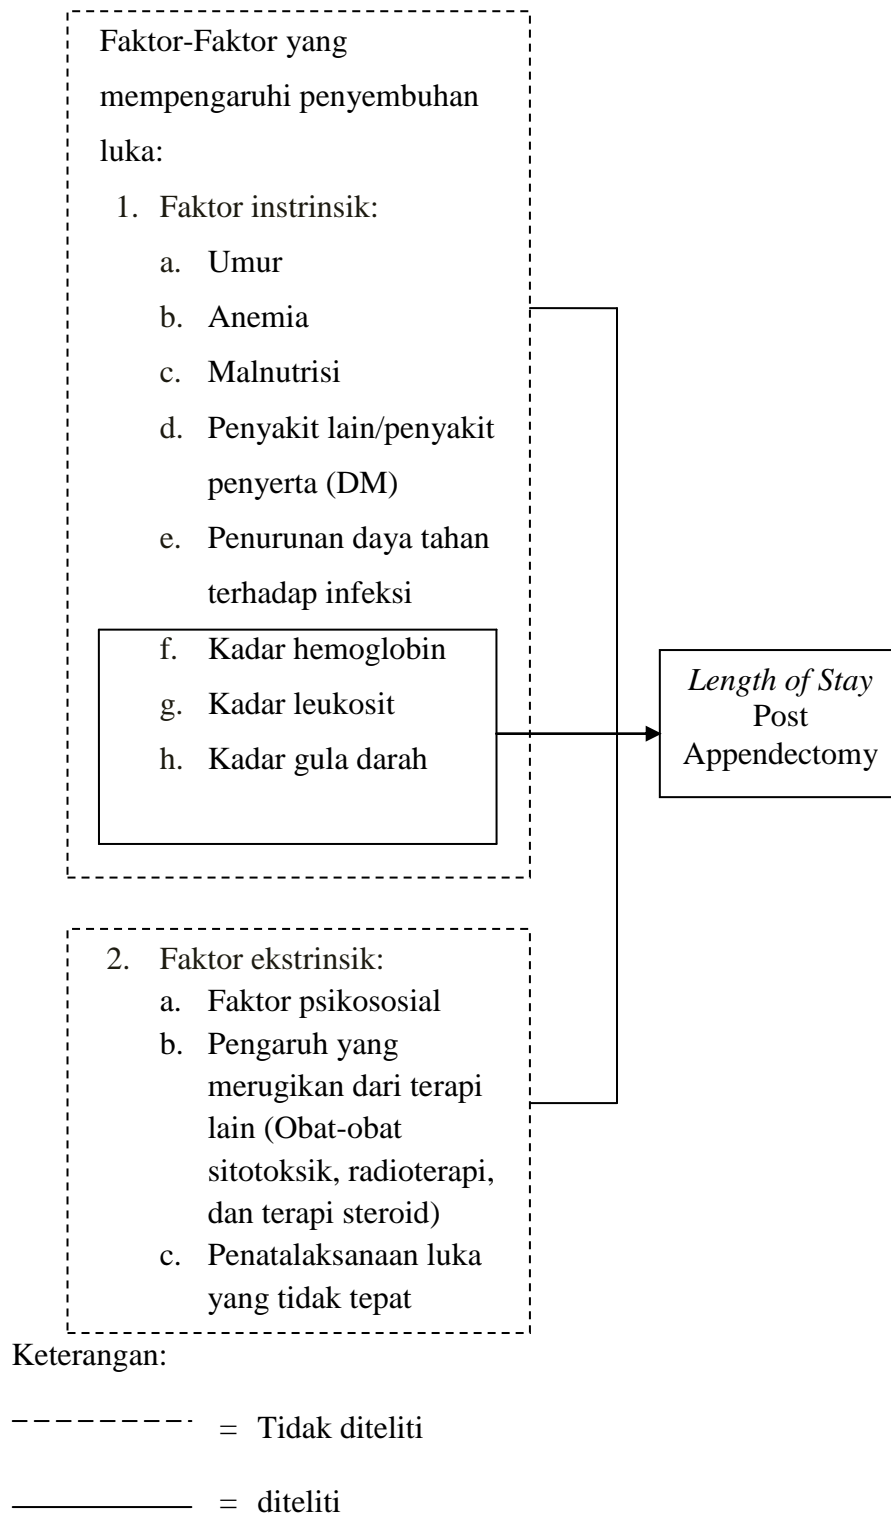 Faktor-Faktor yang
mempengaruhi penyembuhan
luka:
1. Faktor instrinsik:
a. Umur
b. Anemia
c. Malnutrisi
d. Penyakit lain/penyakit
penyerta (DM)
e. Penurunan daya tahan
terhadap infeksi
f. Kadar hemoglobin
g. Kadar leukosit
h. Kadar gula darah
Length of Stay
Post
Appendectomy
2. Faktor ekstrinsik:
a. Faktor psikososial
b. Pengaruh yang
merugikan dari terapi
lain (Obat-obat
sitotoksik, radioterapi,
dan terapi steroid)
c. Penatalaksanaan luka
yang tidak tepat
Keterangan:
= Tidak diteliti
= diteliti